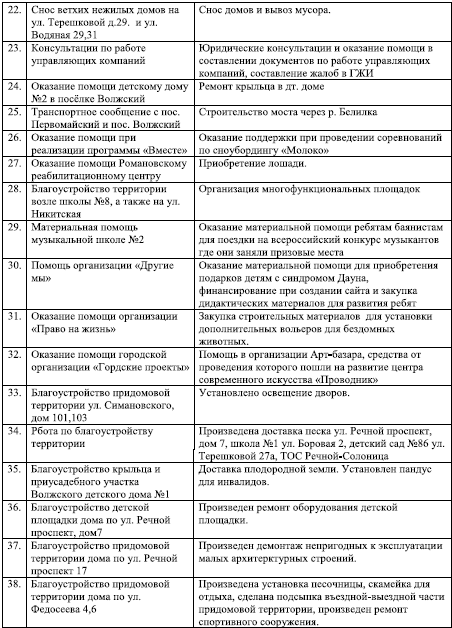 22. Снос ветхих нежилых домов на Снос домов и вывоз мусора.
ул. Терешковой д.29. и ул.
Водяная 29,31
23. Консультации по работе Юридические консультации и оказание помощи в
управляющих компаний составлении документов по работе управляющих
компаний, составление жалоб в ГЖИ
24. Оказание помощи детскому дому Ремонт крыльца в дт. доме
№2 в посёлке Волжский
25. Транспортное сообщение с пос. Строительство моста через р. Белилка
Первомайский и пос. Волжский
26. Оказание помощи при Оказание поддержки при проведении соревнований
реализации программы «Вместе» по сноубордингу «Молоко»
27. Оказание помощи Романовскому Приобретение лошади.
реабилитационному центру
28. Благоустройство территории Организация многофункциональных площадок
возле школы №8, а также на ул.
Никитская
29. Материальная помощь Оказание материальной помощи ребятам баянистам
музыкальной школе №2 для поездки на всероссийский конкурс музыкантов
где они заняли призовые места
30. Помощь организации «Другие Оказание материальной помощи для приобретения
мы» подарков детям с синдромом Дауна,
финансирование при создании сайта и закупка
дидактических материалов для развития ребят
31. Оказание помощи организации Закупка строительных материалов для установки
«Право на жизнь» дополнительных вольеров для бездомных
животных.
32. Оказание помощи городской Помощь в организации Арт-базара, средства от
организации «Гордские проекты» проведения которого пошли на развитие центра
современного искусства «Проводник»
33. Благоустройство придомовой Установлено освещение дворов.
территории ул. Симановского,
дом 101,103
34. Рбота по благоустройству Произведена доставка песка ул. Речной проспект,
территории дом 7, школа №1 ул. Боровая 2, детский сад №86 ул.
Терешковой 27а, ТОС Речной-Солоница
35. Благоустройство крыльца и Доставка плодородной земли. Установлен пандус
приусадебного участка для инвалидов.
Волжского детского дома №1
36. Благоустройство детской Произведен ремонт оборудования детской
площадки дома по ул. Речной площадки.
проспект, дом7
37. Благоустройство придомовой Произведен демонтаж непригодных к эксплуатации
территории дома по ул. Речной малых архитерктурных строений.
проспект 17
38. Благоустройство придомовой Произведена установка песочницы, скамейка для
территории дома по ул. отдыха, сделана подсыпка въездной-выездной части
Федосеева 4,6 придомовой территории, произведен ремонт
спортивного сооружения.